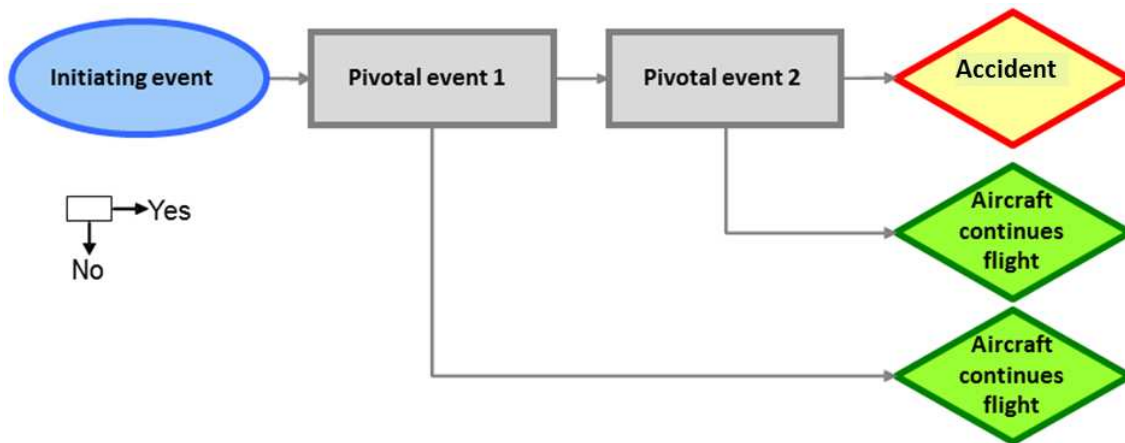 Initiating event
Pivotal event 1
Pivotal event 2
Accident
Yes
No
Aircraft
continues
flight
Aircraft
continues
flight